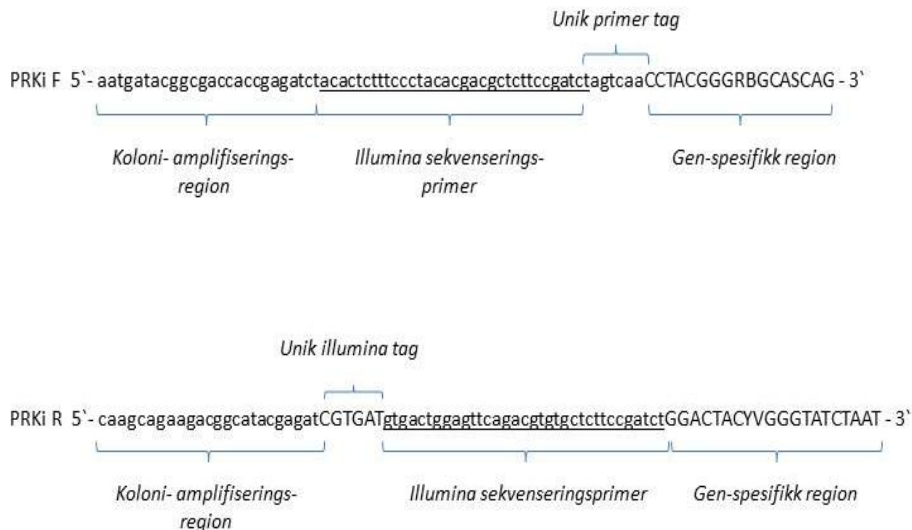 Unik primer tag
PRKi F 5`- aatgatacggcgaccaccgagatctacactctttccctacacgacgctcttccgatctagtcaaCCTACGGGRBGCASCAG - 3`
Koloni- amplifiserings-
region
Illumina sekvenserings-
primer
Gen-spesifikk region
Unik illumina tag
PRKi R 5`- caagcagaagacggcatacgagatCGTGATgtgactggagttcagacgtgtgctcttccgatctGGACTACYVGGGTATCTAAT - 3`
Koloni- amplifiserings-
region
Illumina sekvenseringsprimer
Gen-spesifikk region